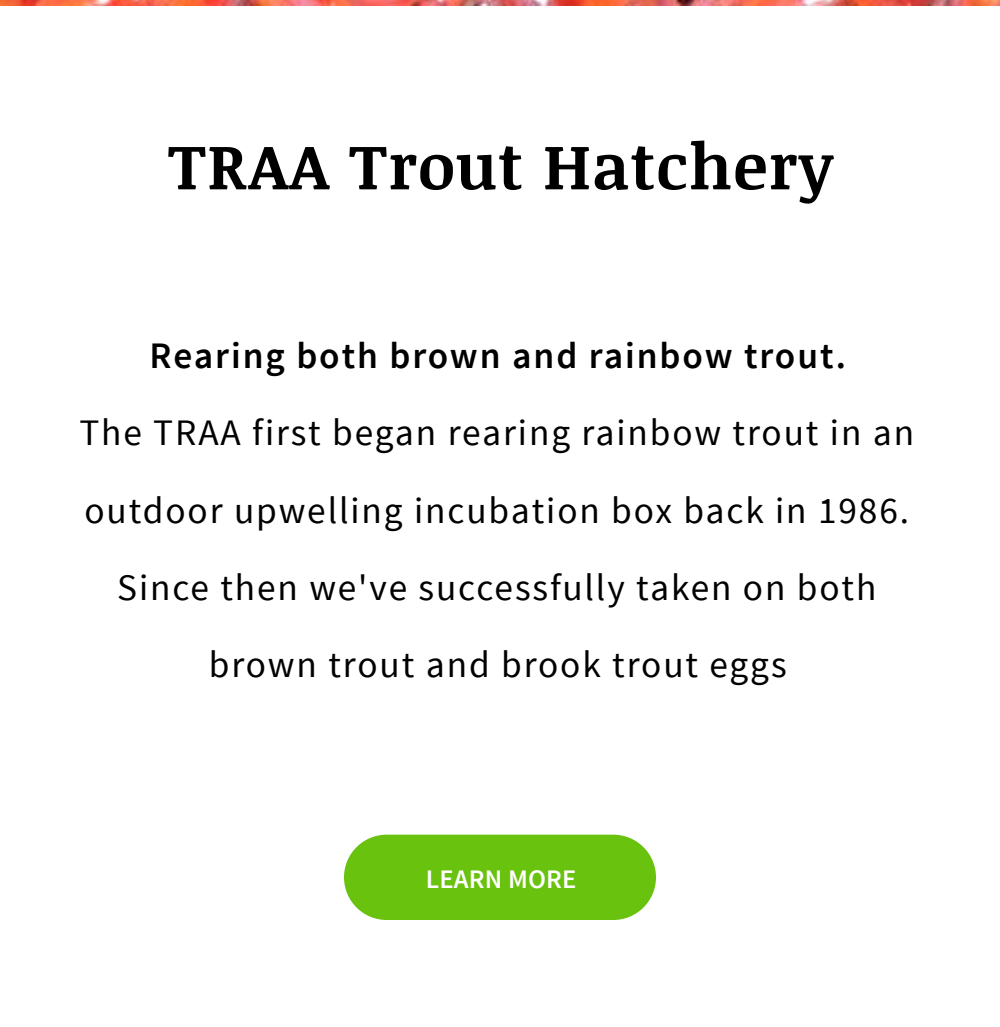 TRAA Trout Hatchery
Rearing both brown and rainbow trout.
The TRAA first began rearing rainbow trout in an
outdoor upwelling incubation box back in 1986.
Since then we've successfully taken on both
brown trout and brook trout eggs
LEARN MORE